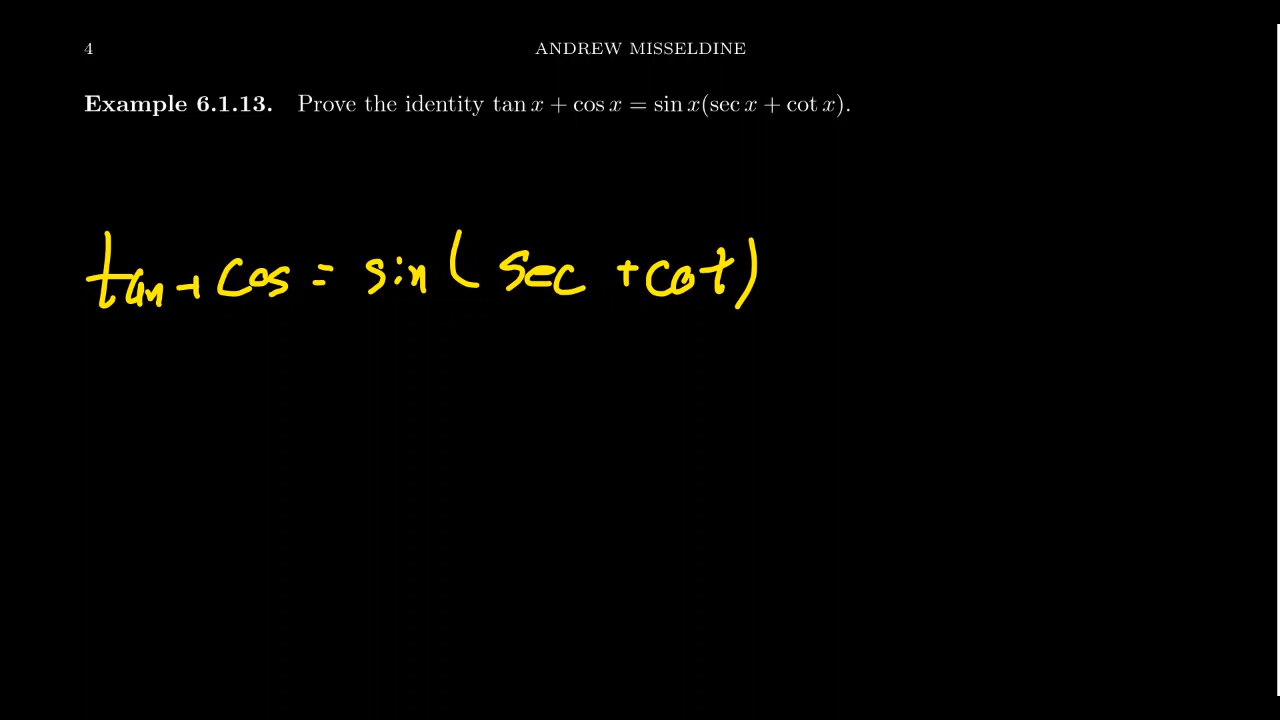 4 ANDREW MISSELDINE
Example 6.1.13. Prove the identity tan x + cos x = sin x(sec x + cot x).
tan + cos = sin ( sec + cot )